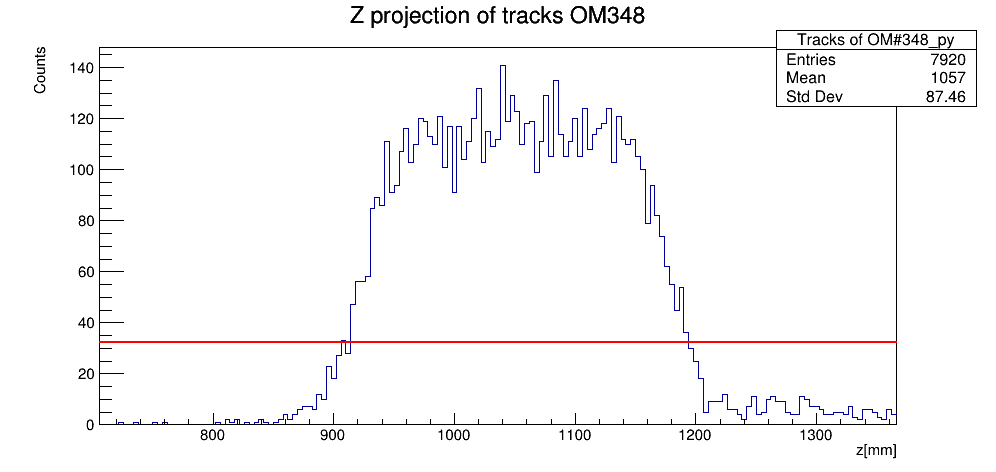 Z projection of tracks OM348
Tracks of OM#348_py
Entries 7920
Mean 1057
Std Dev 87.46
Counts
140
120
100
80
60
40
20
0
800 900 1000 1100 1200 1300
z[mm]